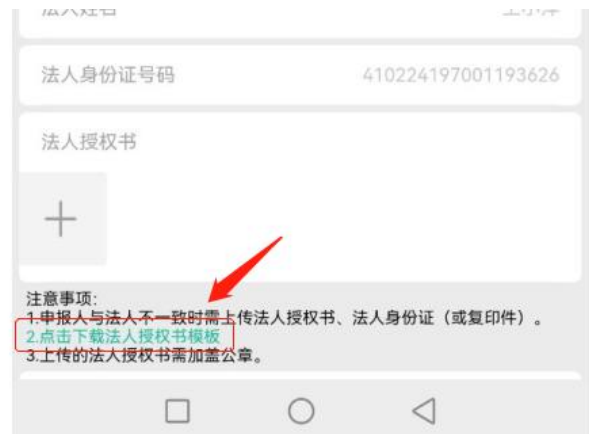 法人身份证号码 410224197001193626
法人授权书
注意事项:
1.申报人与法人不一致时需上传法人授权书、法人身份证（或复印件）。
2.点击下载法人授权书模板
3.上传的法人授权书需加盖公章。